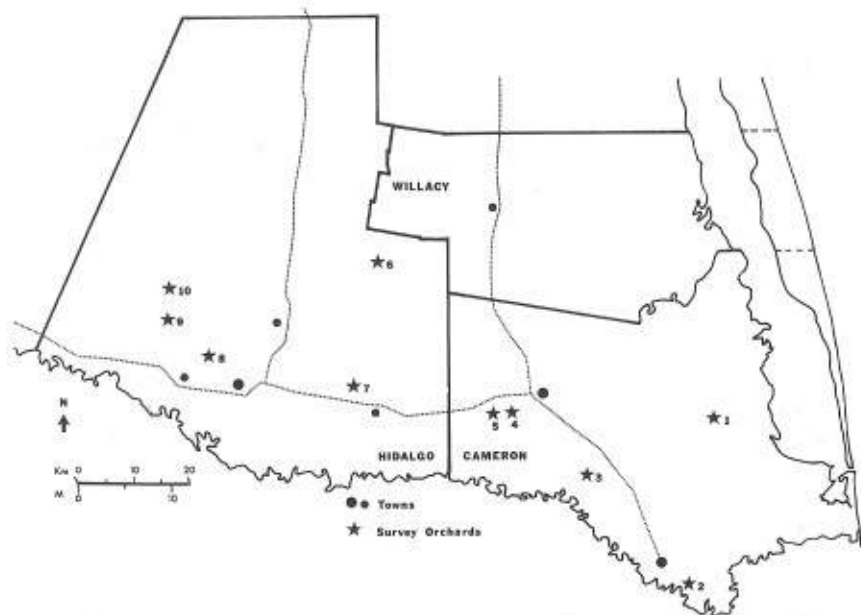 WILLACY
6
10
9
8
7
5 4
1
N
HIDALGO CAMERON
3
KM 0 20
M 0 10
Towns
Survey Orchards
2